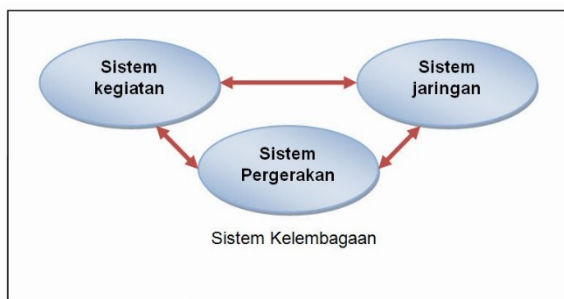 Sistem
kegiatan
Sistem
jaringan
Sistem
Pergerakan
Sistem Kelembagaan